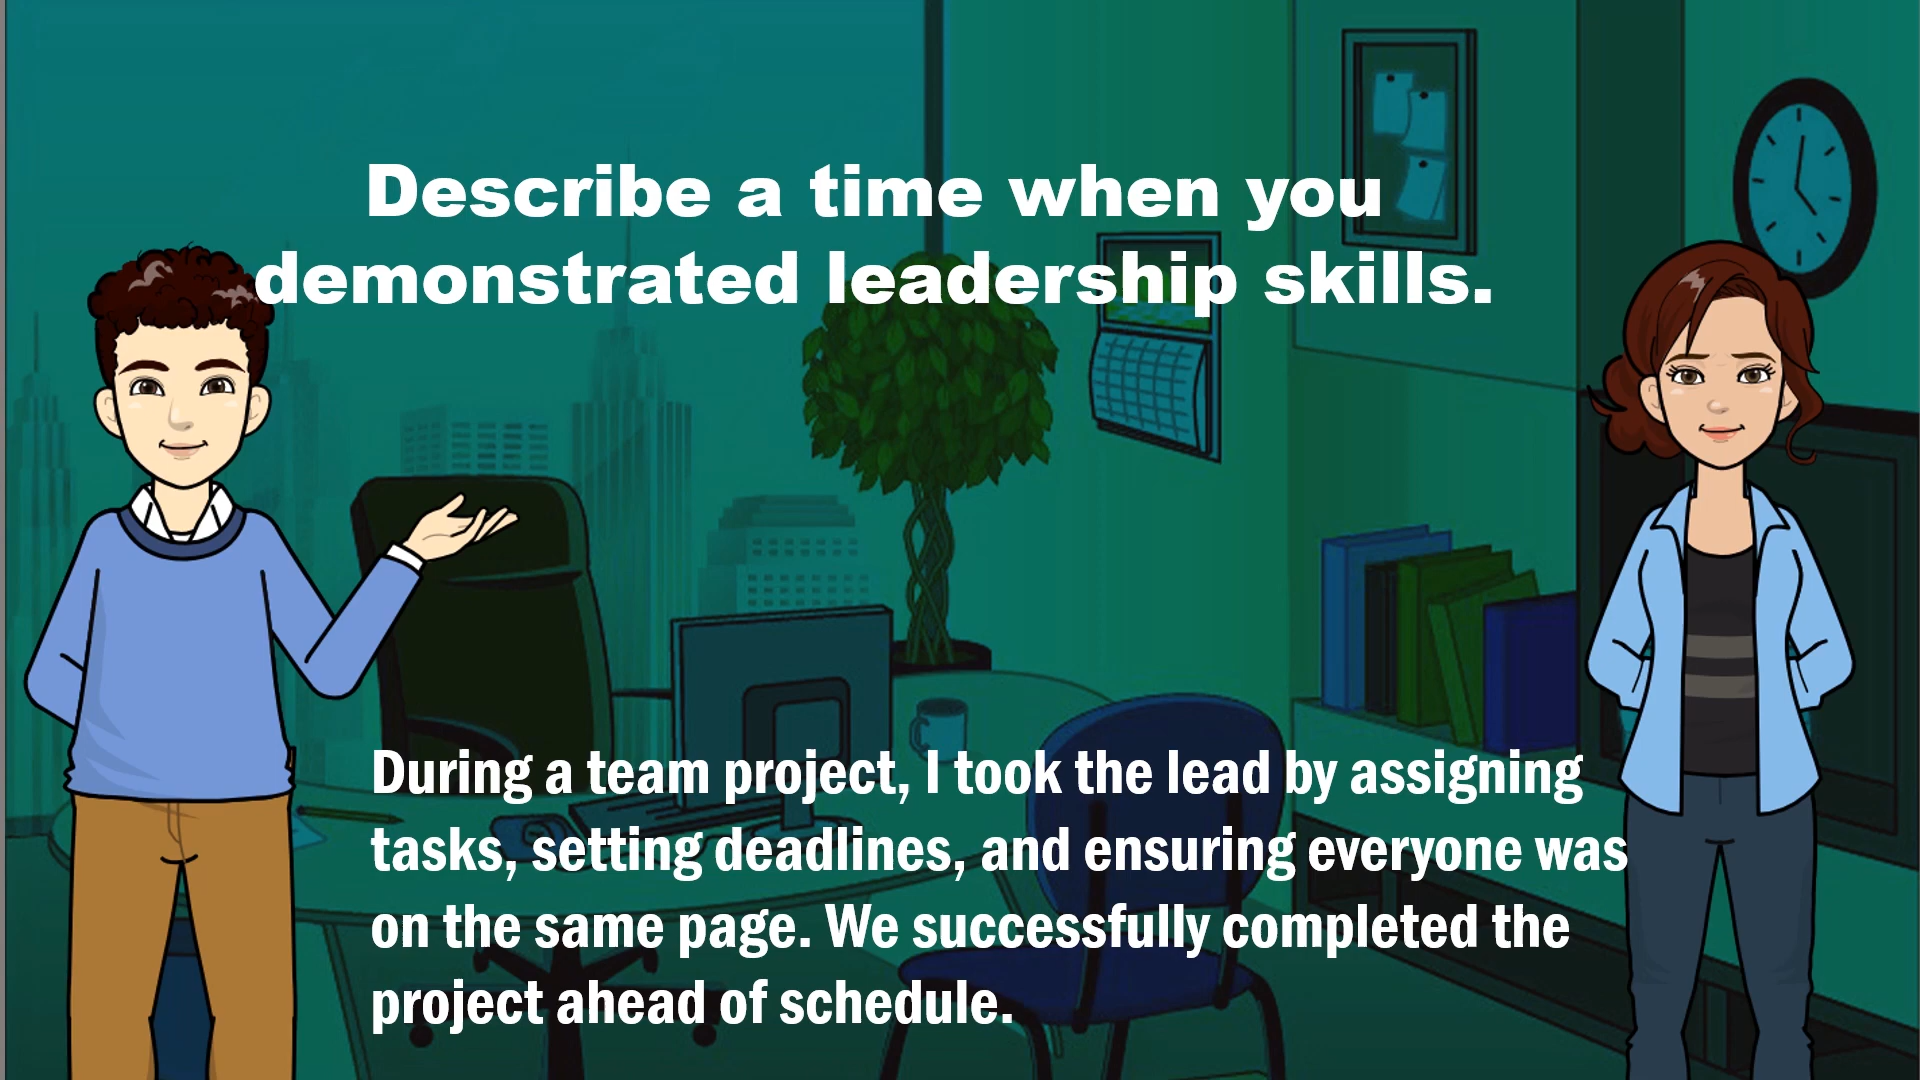 Describe a time when you
demonstrated leadership skills.
During a team project, I took the lead by assigning
tasks, setting deadlines, and ensuring everyone was
on the same page. We successfully completed the
project ahead of schedule.